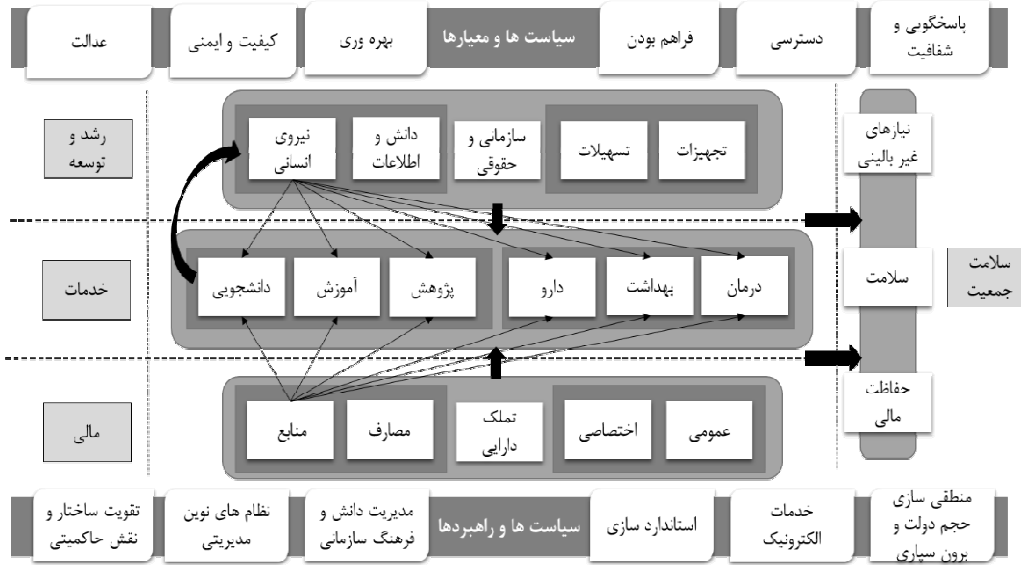 پاسخگویی و
شفافیت
دسترسی
فراهم بودن
سیاست ها و معیارها
بهره وری
کیفیت و ایمنی
عدالت
نیازهای
غیر بالینی
تجهیزات
تسهیلات
سازمانی و
حقوقی
دانش و
اطلاعات
نیروی
انسانی
رشد و
توسعه
سلامت
جمعیت
سلامت
درمان
بهداشت
دارو
پژوهش
آموزش
دانشجویی
خدمات
حفاظت
مالی
عمومی
اختصاصی
تملک
دارایی
مصارف
منابع
مالی
منطقی سازی
حجم دولت و
برون سپاری
خدمات
الکترونیک
استاندارد سازی
سیاست ها و راهبردها
مدیریت دانش و
فرهنگ سازمانی
نظام های نوین
مدیریتی
تقویت ساختار و
نقش حاکمیتی